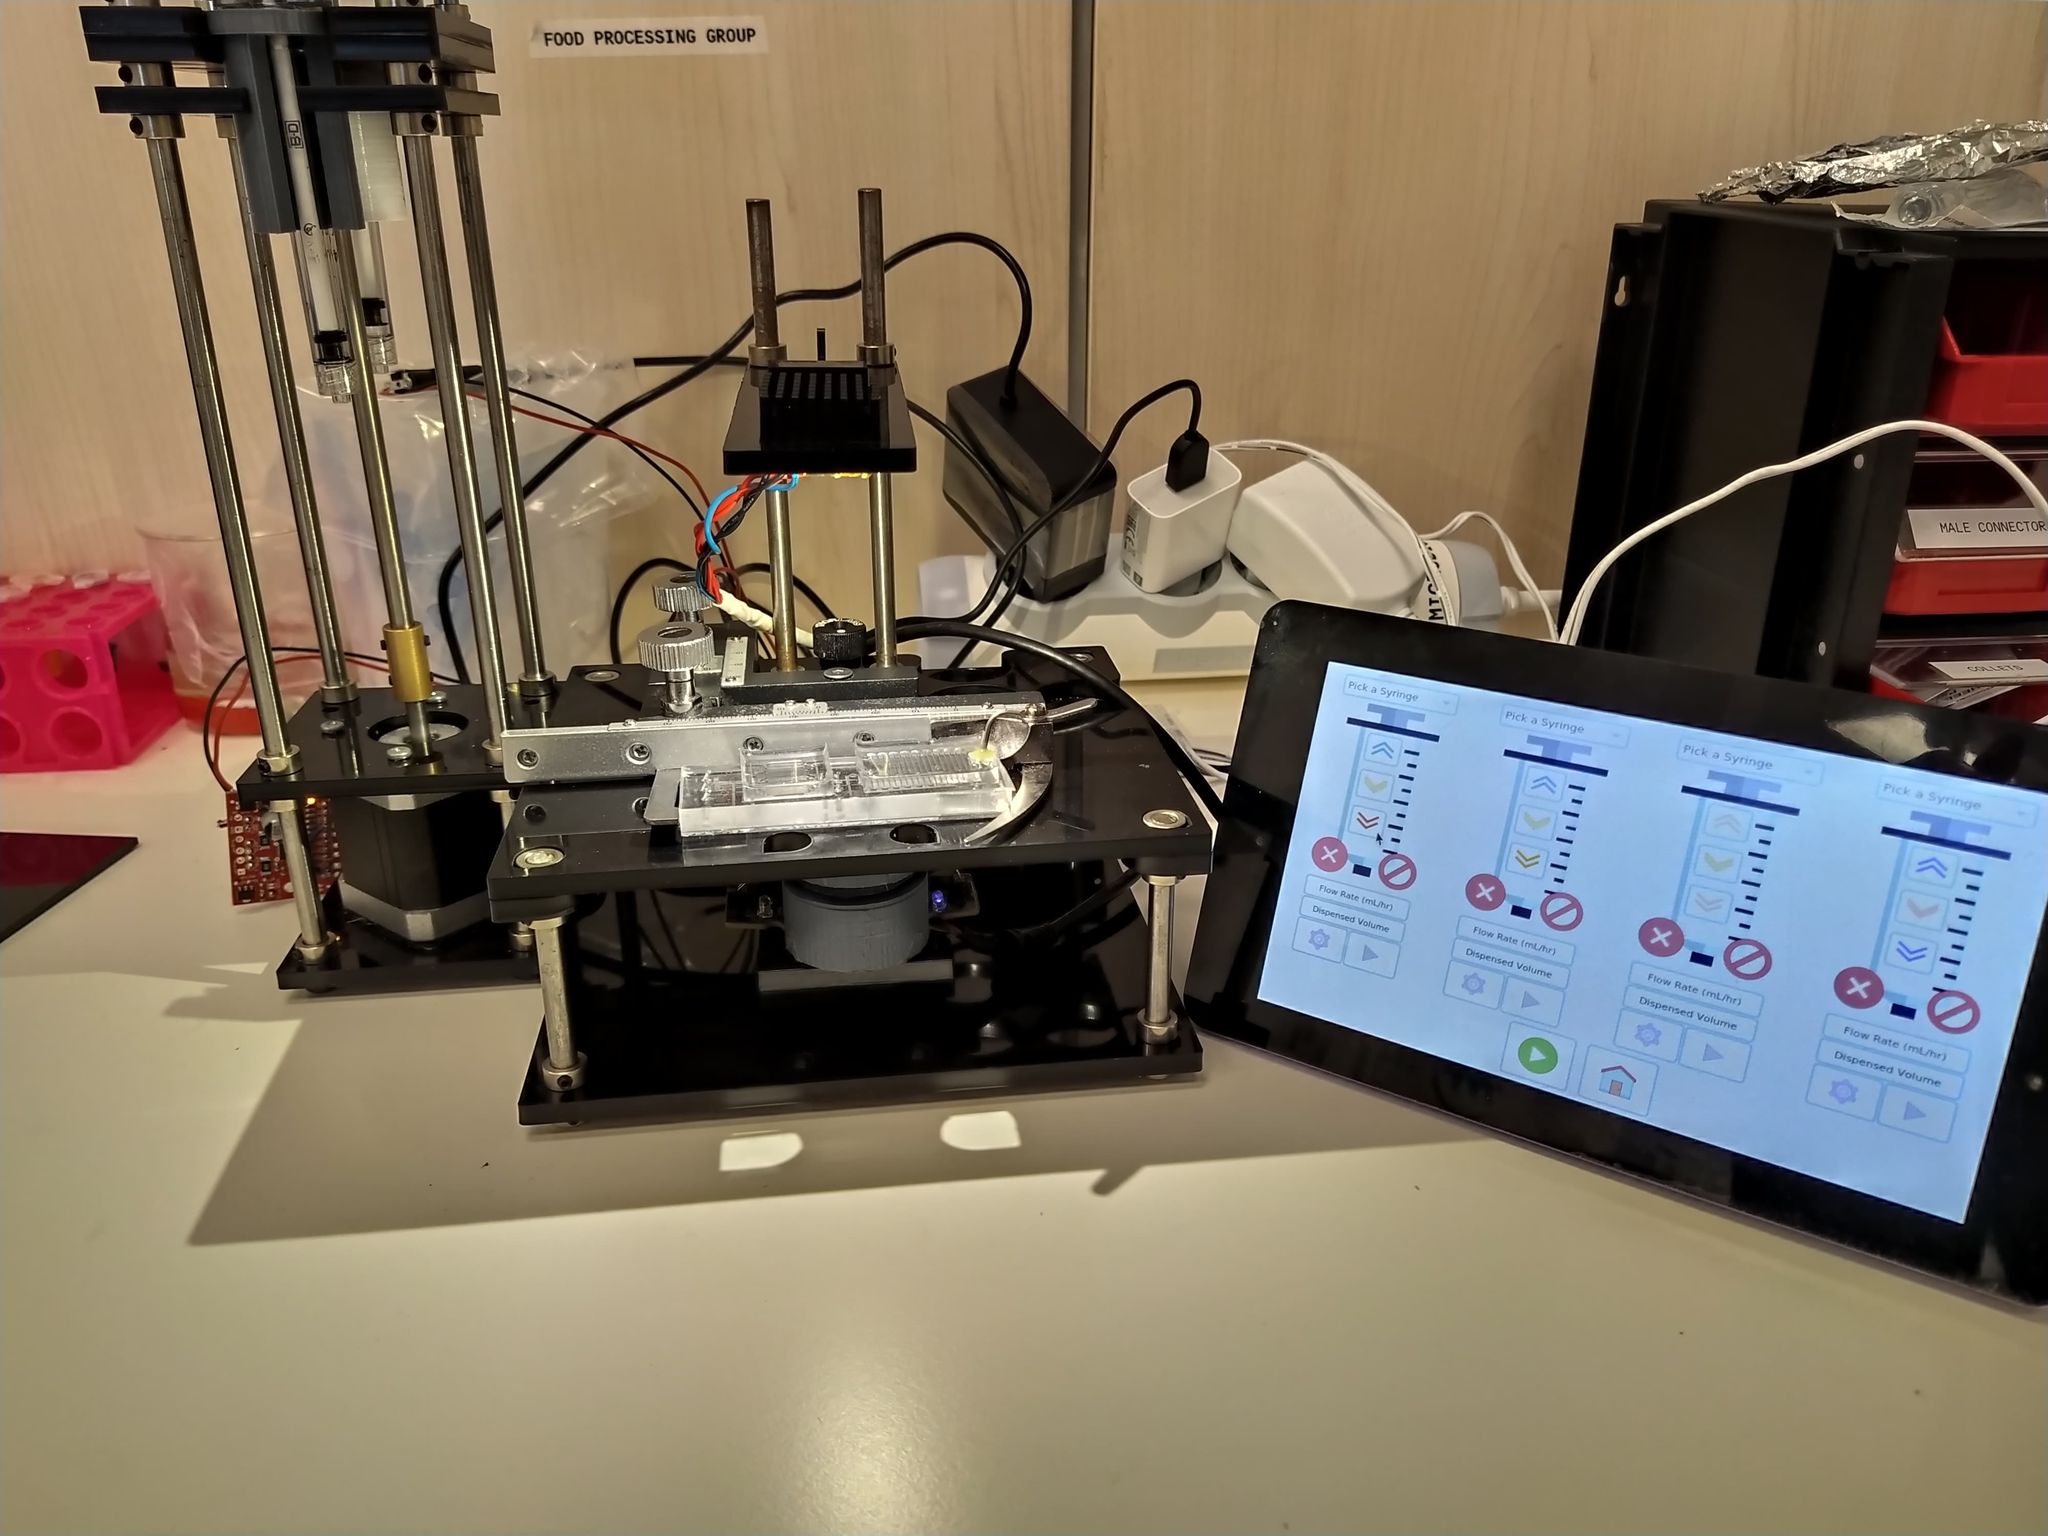 FOOD PROCESSING GROUP
B-D
MALE CONNECTOR
COLLETS
Pick a Syringe
Pick a Syringe
Pick a Syringe
Pick a Syringe
Flow Rate (mL/hr)
Dispensed Volume
Flow Rate (mL/hr)
Dispensed Volume
Flow Rate (mL/hr)
Dispensed Volume
Flow Rate (mL/hr)
Dispensed Volume